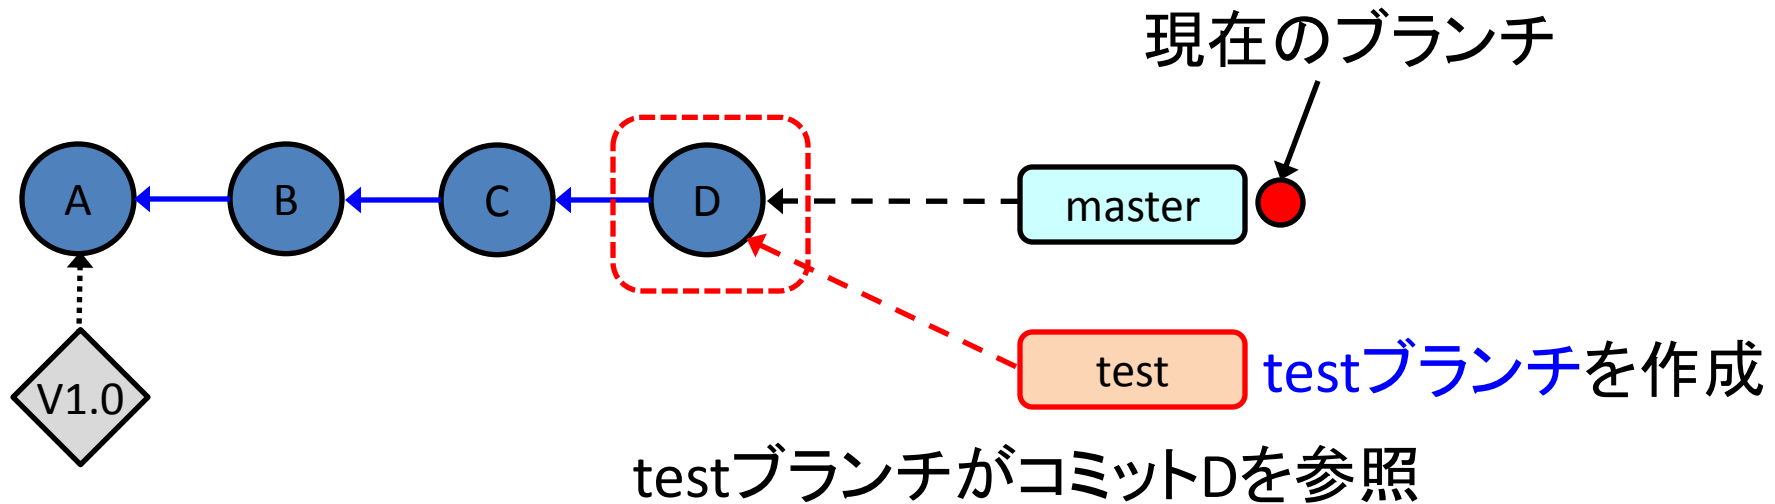 現在のブランチ
A
B
C
D
master
test
testブランチを作成
V1.0
testブランチがコミットDを参照